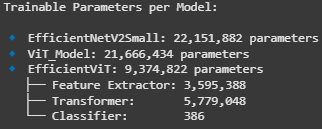 Trainable Parameters per Model:
🔹 EfficientNetV2Small: 22,151,882 parameters
🔹 ViT_Model: 21,666,434 parameters
🔹 EfficientViT: 9,374,822 parameters
├── Feature Extractor: 3,595,388
├── Transformer: 5,779,048
└── Classifier: 386